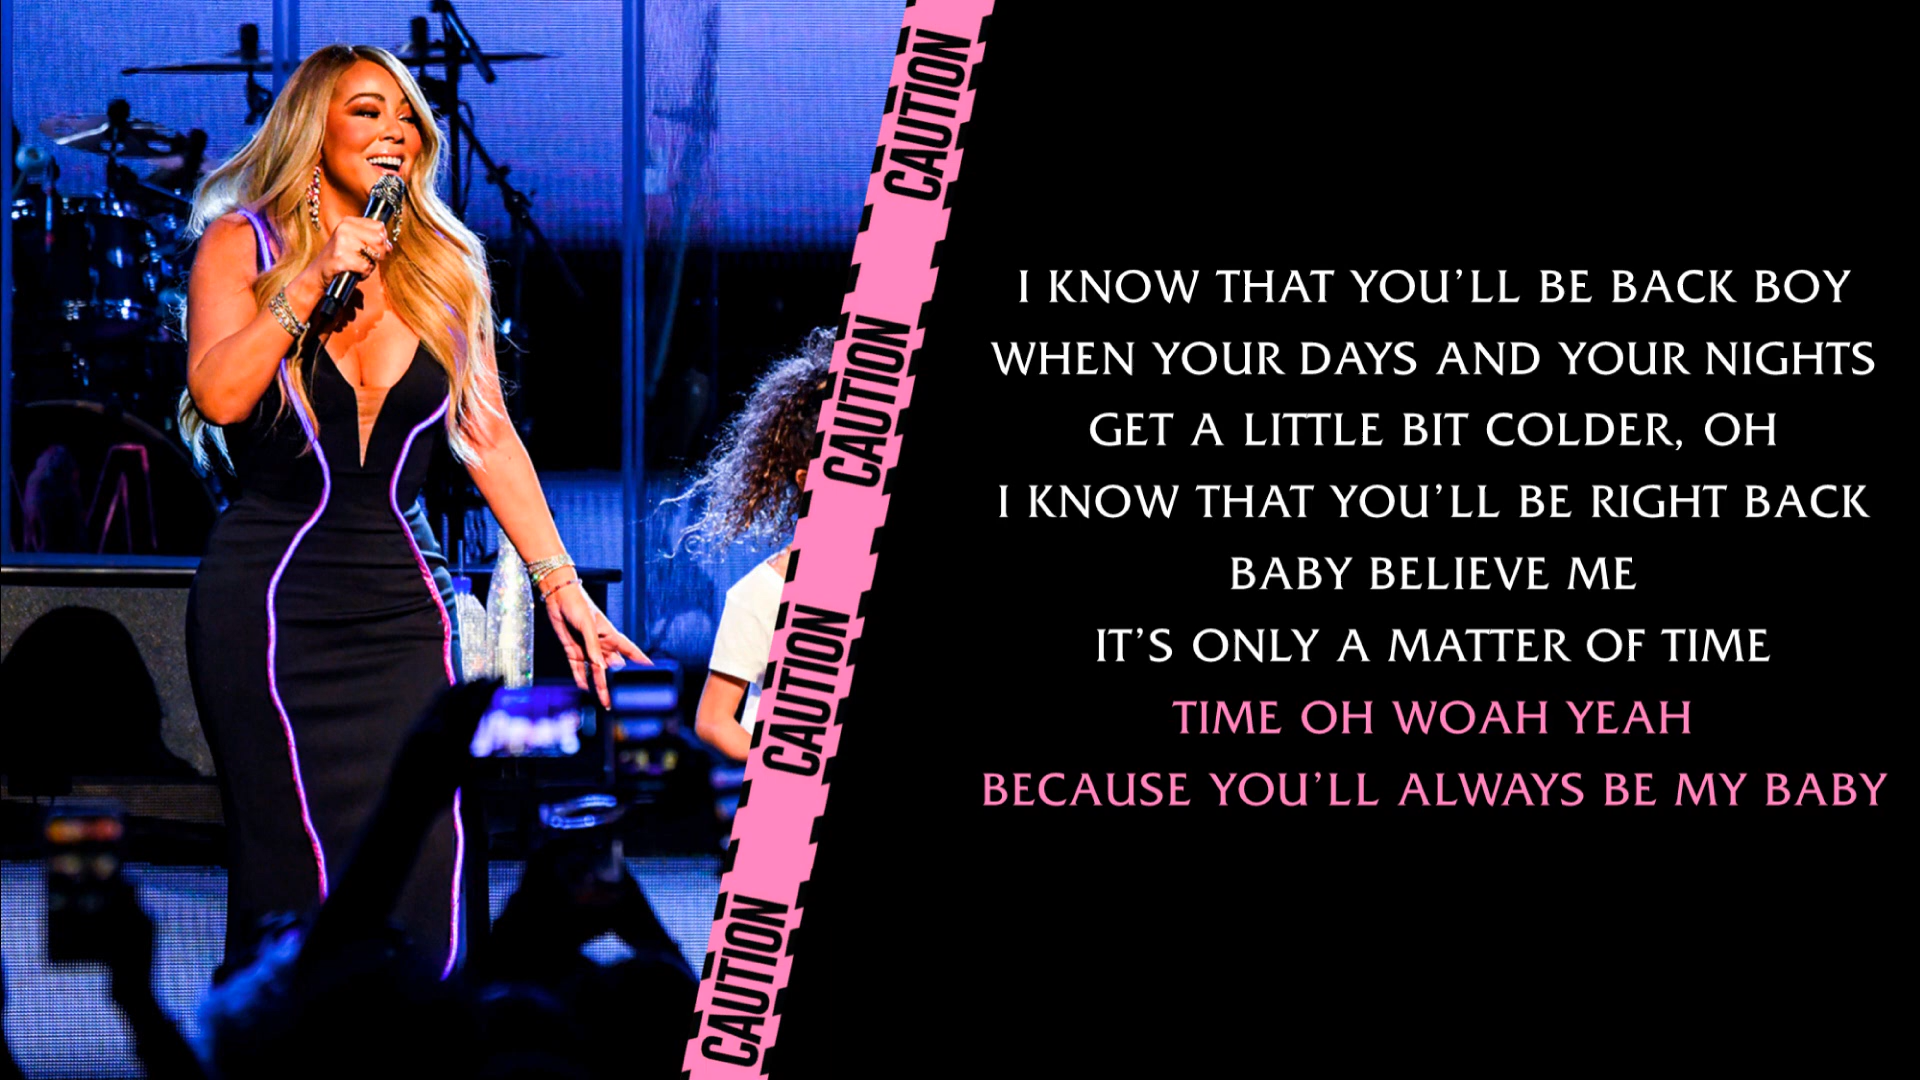 CAUTION
CAUTION
CAUTION
CAUTION
I KNOW THAT YOU’LL BE BACK BOY
WHEN YOUR DAYS AND YOUR NIGHTS
GET A LITTLE BIT COLDER, OH
I KNOW THAT YOU’LL BE RIGHT BACK
BABY BELIEVE ME
IT’S ONLY A MATTER OF TIME
TIME OH WOAH YEAH
BECAUSE YOU’LL ALWAYS BE MY BABY